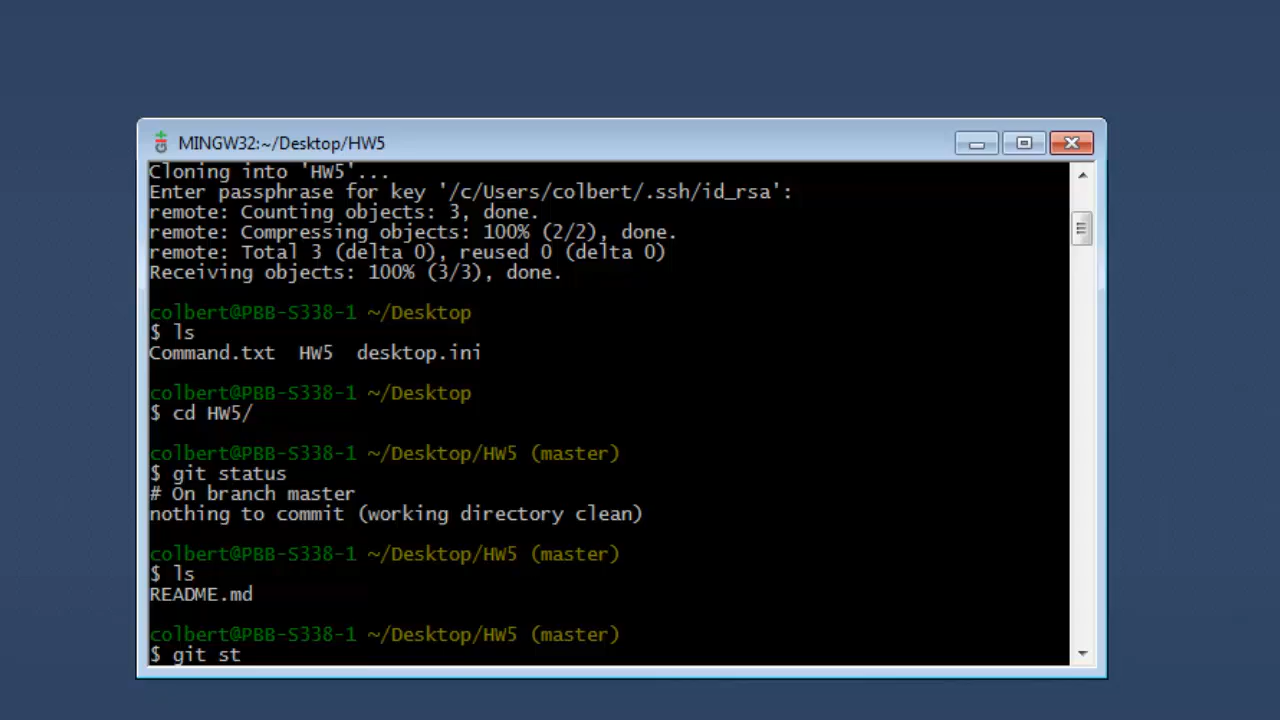 MINGW32:~/Desktop/HW5
Cloning into 'HW5'...
Enter passphrase for key '/c/Users/colbert/.ssh/id_rsa':
remote: Counting objects: 3, done.
remote: Compressing objects: 100% (2/2), done.
remote: Total 3 (delta 0), reused 0 (delta 0)
Receiving objects: 100% (3/3), done.
colbert@PBB-S338-1 ~/Desktop
$ ls
Command.txt  HW5  desktop.ini
colbert@PBB-S338-1 ~/Desktop
$ cd HW5/
colbert@PBB-S338-1 ~/Desktop/HW5 (master)
$ git status
# On branch master
nothing to commit (working directory clean)
colbert@PBB-S338-1 ~/Desktop/HW5 (master)
$ ls
README.md
colbert@PBB-S338-1 ~/Desktop/HW5 (master)
$ git st